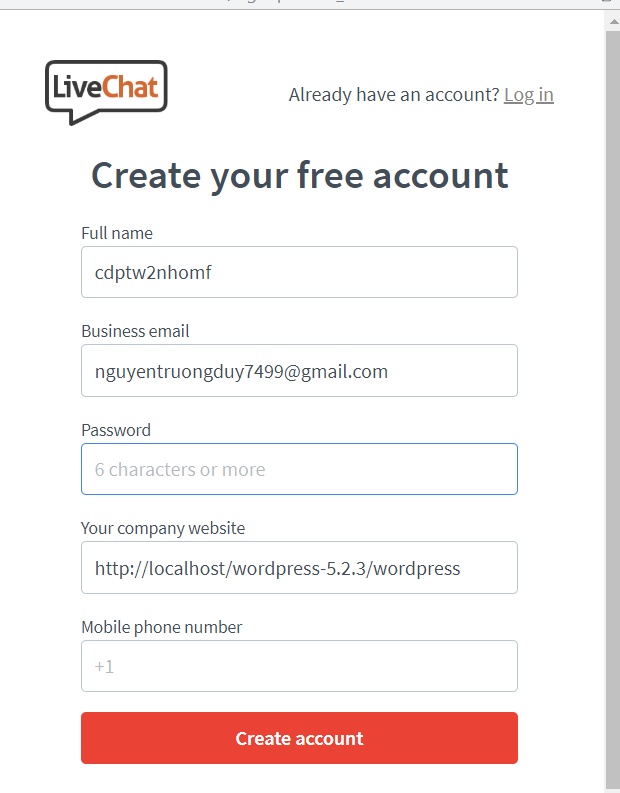 LiveChat
Already have an account? Log in
Create your free account
Full name
cdptw2nhomf
Business email
nguyentruongduy7499@gmail.com
Password
6 characters or more
Your company website
http://localhost/wordpress-5.2.3/wordpress
Mobile phone number
+1
Create account